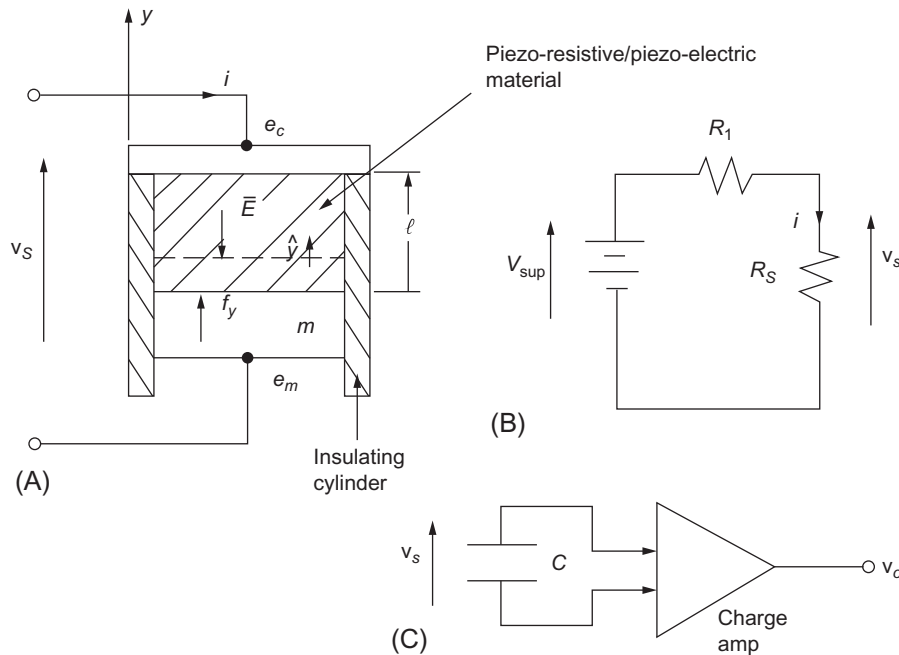 y
i
Piezo-resistive/piezo-electric
material
e_c
R_1
Ē
ŷ
ℓ
v_S
i
V_sup
R_S
v_s
f_y
m
e_m
(B)
Insulating
cylinder
(A)
v_s
C
v_o
Charge
amp
(C)